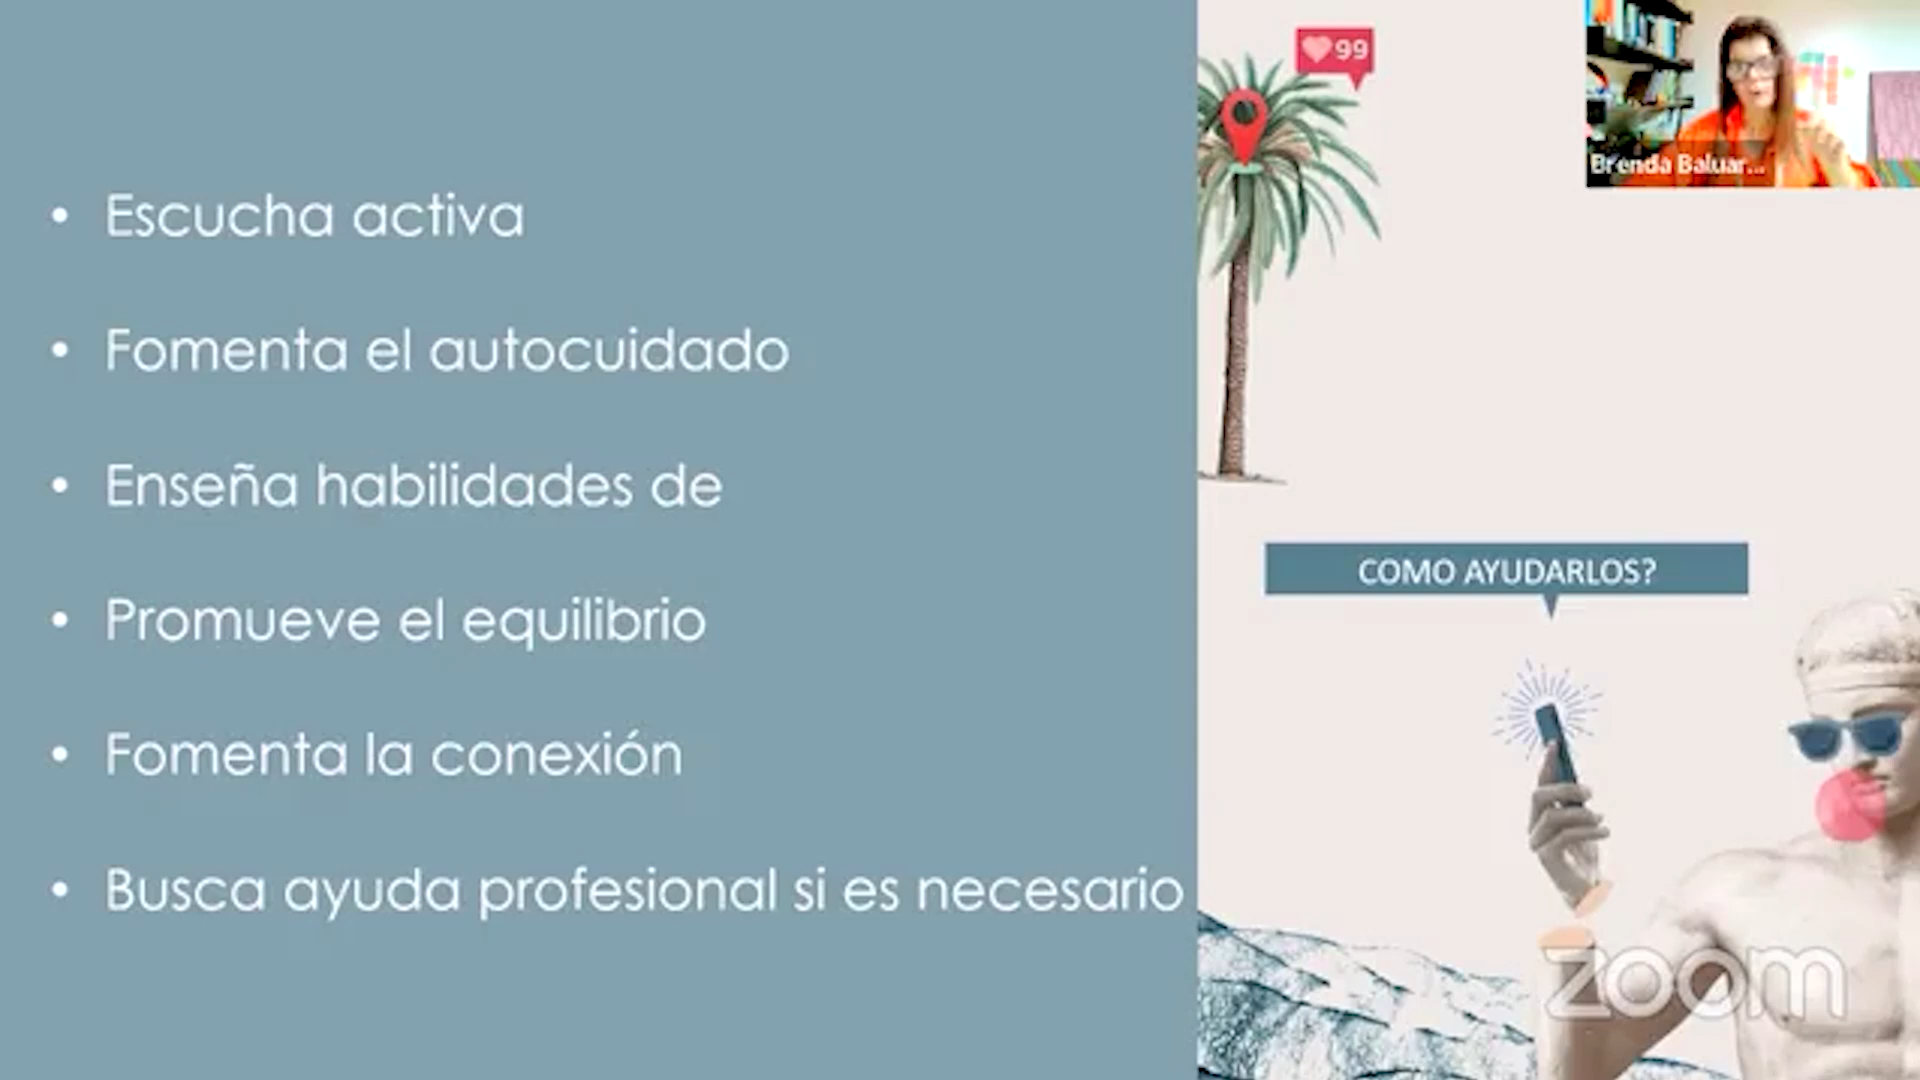 Escucha activa
Fomenta el autocuidado
Enseña habilidades de
Promueve el equilibrio
Fomenta la conexión
Busca ayuda profesional si es necesario
99
Brenda Baluar...
COMO AYUDARLOS?
zoom